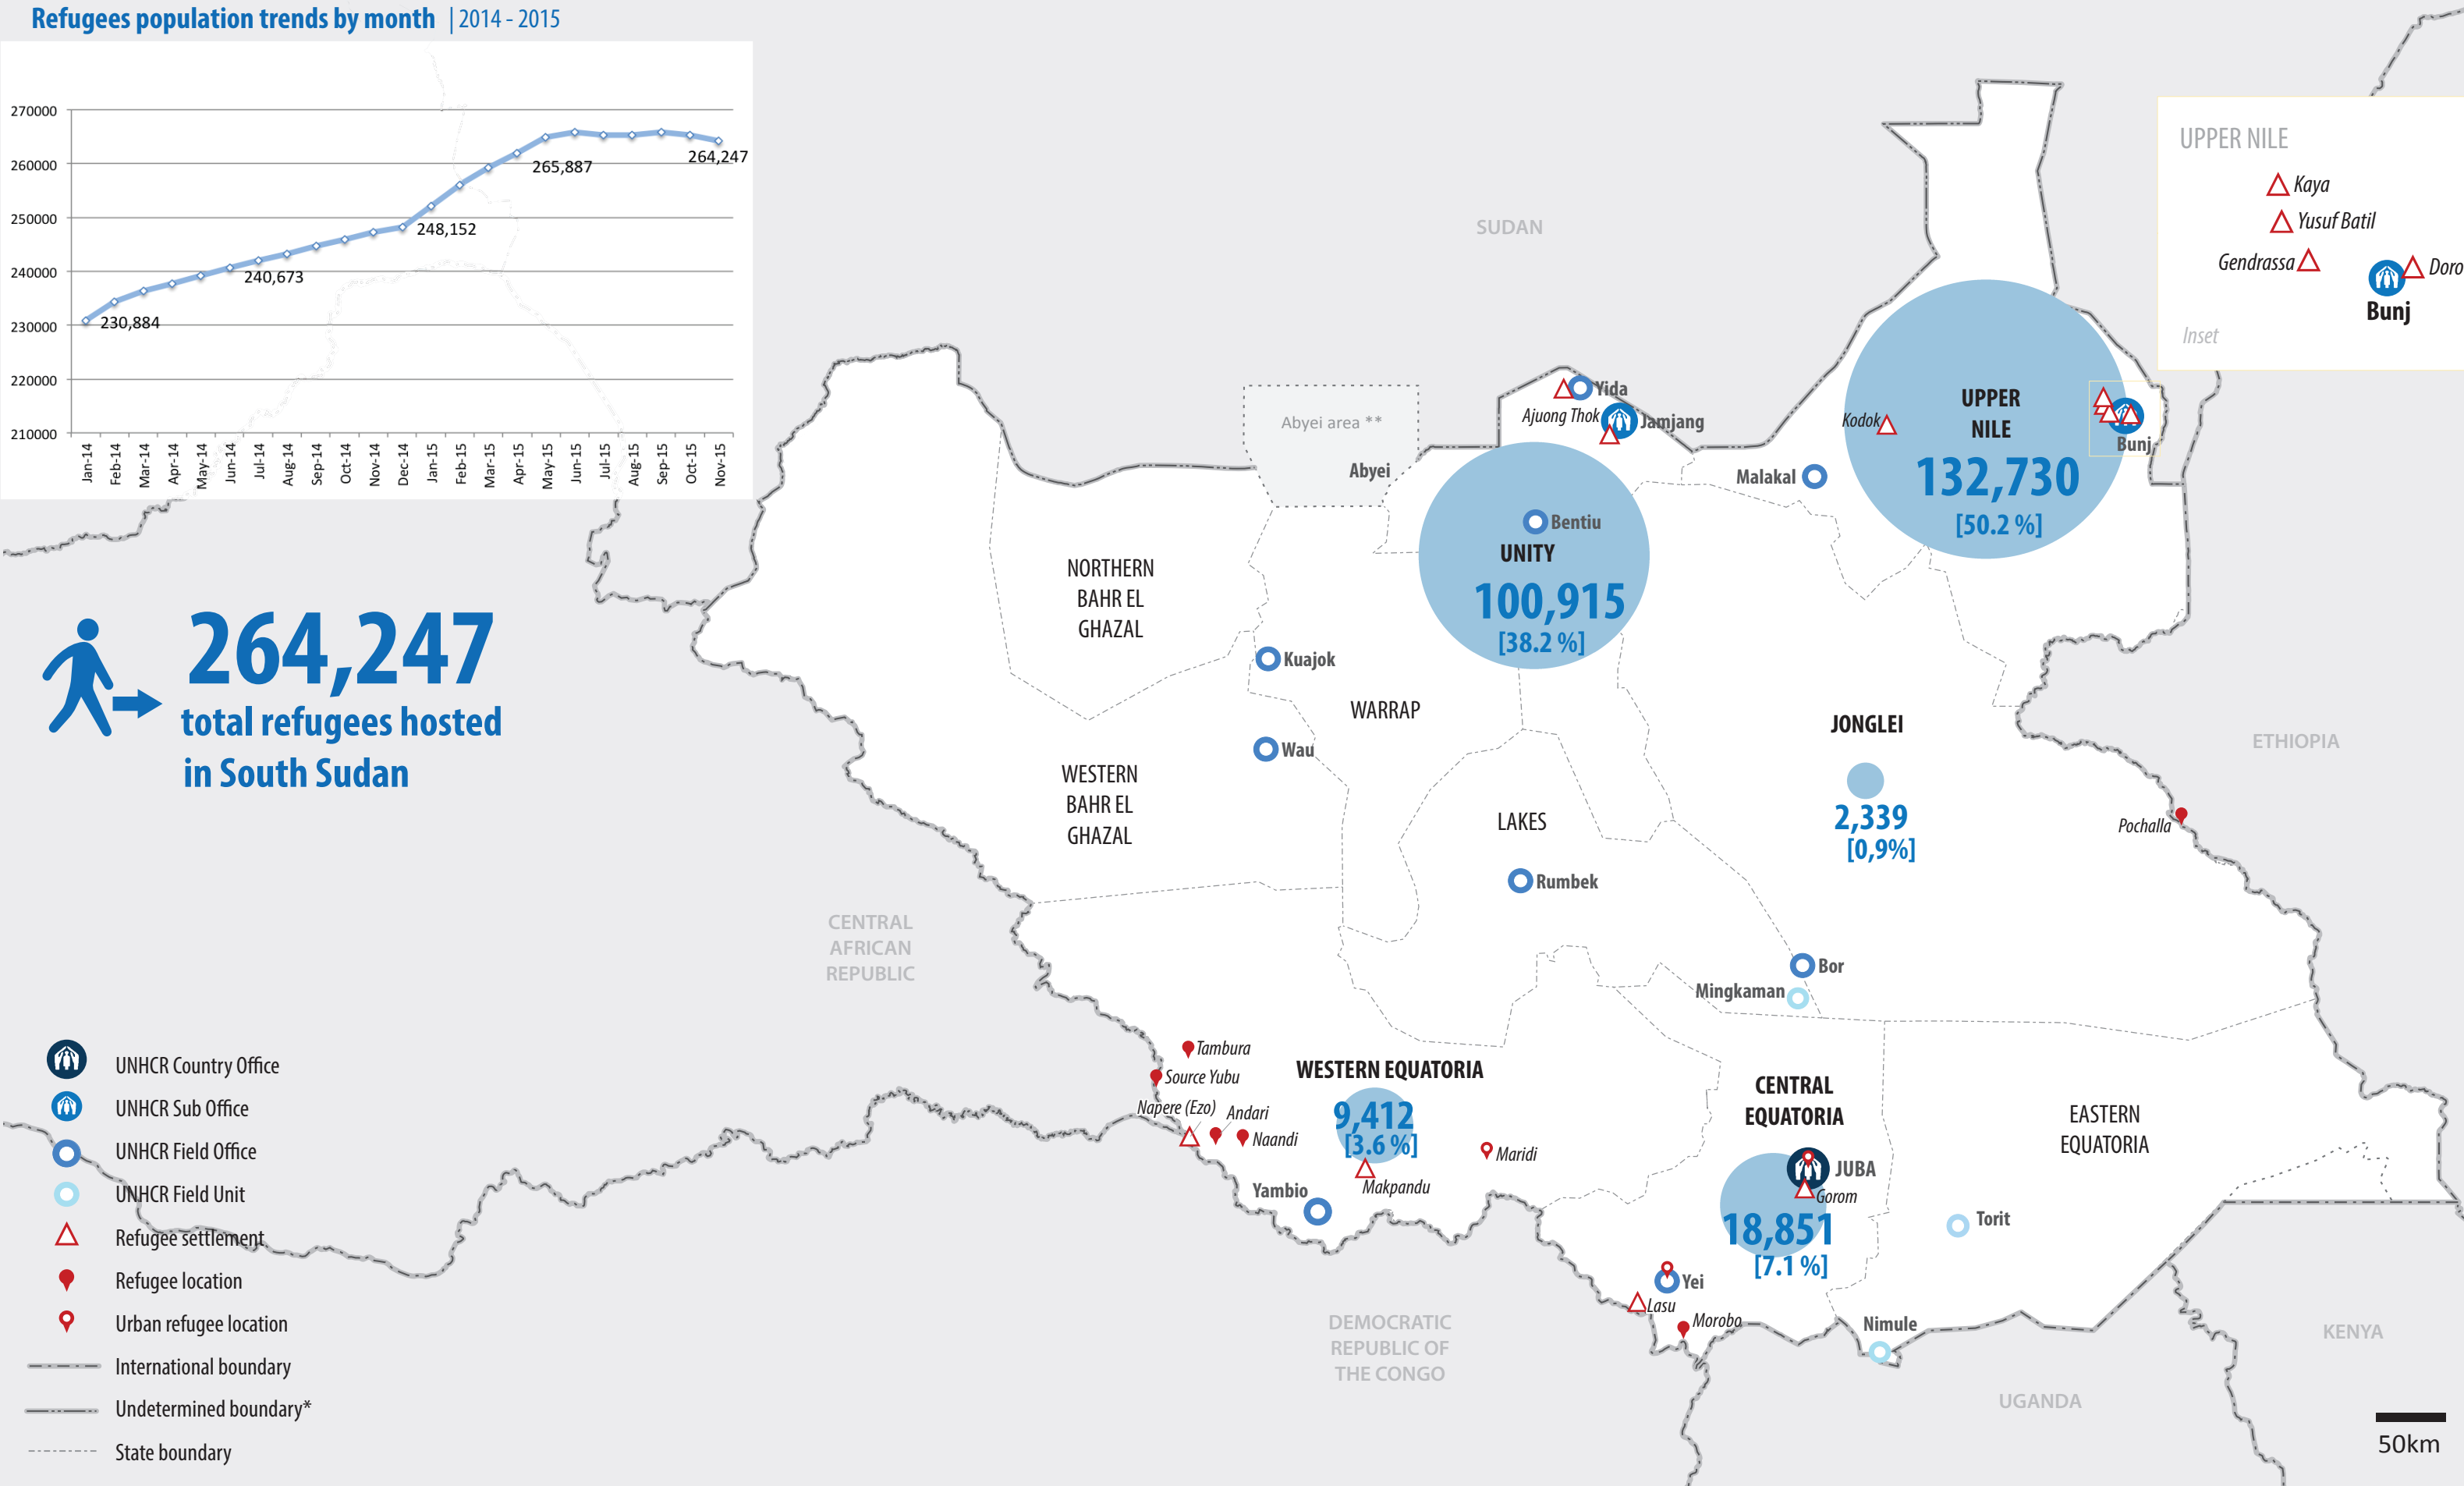 Refugees population trends by month | 2014 - 2015
270000
260000
250000
240000
230000
220000
210000
230,884
240,673
248,152
265,887
264,247
Jan-14
Feb-14
Mar-14
Apr-14
May-14
Jun-14
Jul-14
Aug-14
Sep-14
Oct-14
Nov-14
Dec-14
Jan-15
Feb-15
Mar-15
Apr-15
May-15
Jun-15
Jul-15
Aug-15
Sep-15
Oct-15
Nov-15
264,247
total refugees hosted
in South Sudan
UNHCR Country Office
UNHCR Sub Office
UNHCR Field Office
UNHCR Field Unit
Refugee settlement
Refugee location
Urban refugee location
International boundary
Undetermined boundary*
State boundary
SUDAN
UPPER NILE
Kaya
Yusuf Batil
Gendrassa
Doro
Bunj
Inset
Abyei area **
Abyei
Yida
Ajuong Thok
Jamjang
Kodok
Malakal
UPPER
NILE
132,730
[50.2 %]
Bunj
Bentiu
UNITY
100,915
[38.2 %]
NORTHERN
BAHR EL
GHAZAL
Kuajok
WARRAP
Wau
WESTERN
BAHR EL
GHAZAL
LAKES
Rumbek
JONGLEI
2,339
[0,9%]
ETHIOPIA
Pochalla
CENTRAL
AFRICAN
REPUBLIC
Bor
Mingkaman
Tambura
Source Yubu
Napere (Ezo)
Andari
Naandi
WESTERN EQUATORIA
9,412
[3.6 %]
Makpandu
Maridi
Yambio
CENTRAL
EQUATORIA
JUBA
Gorom
18,851
[7.1 %]
EASTERN
EQUATORIA
Torit
Yei
Lasu
Morobo
Nimule
DEMOCRATIC
REPUBLIC OF
THE CONGO
UGANDA
KENYA
50km